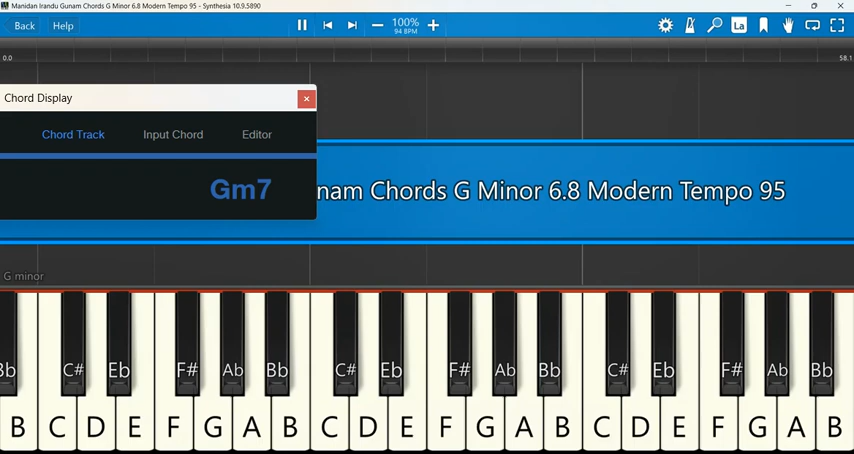 Manidan Irandu Gunam Chords G Minor 6.8 Modern Tempo 95 - Synthesia 10.9.5890
Back Help 100% La
94 BPM
0.0 58.1
Chord Display
Chord Track Input Chord Editor
Gm7
nam Chords G Minor 6.8 Modern Tempo 95
G minor
Bb C# Eb F# Ab Bb C# Eb F# Ab Bb C# Eb F# Ab Bb
B C D E F G A B C D E F G A B C D E F G A B